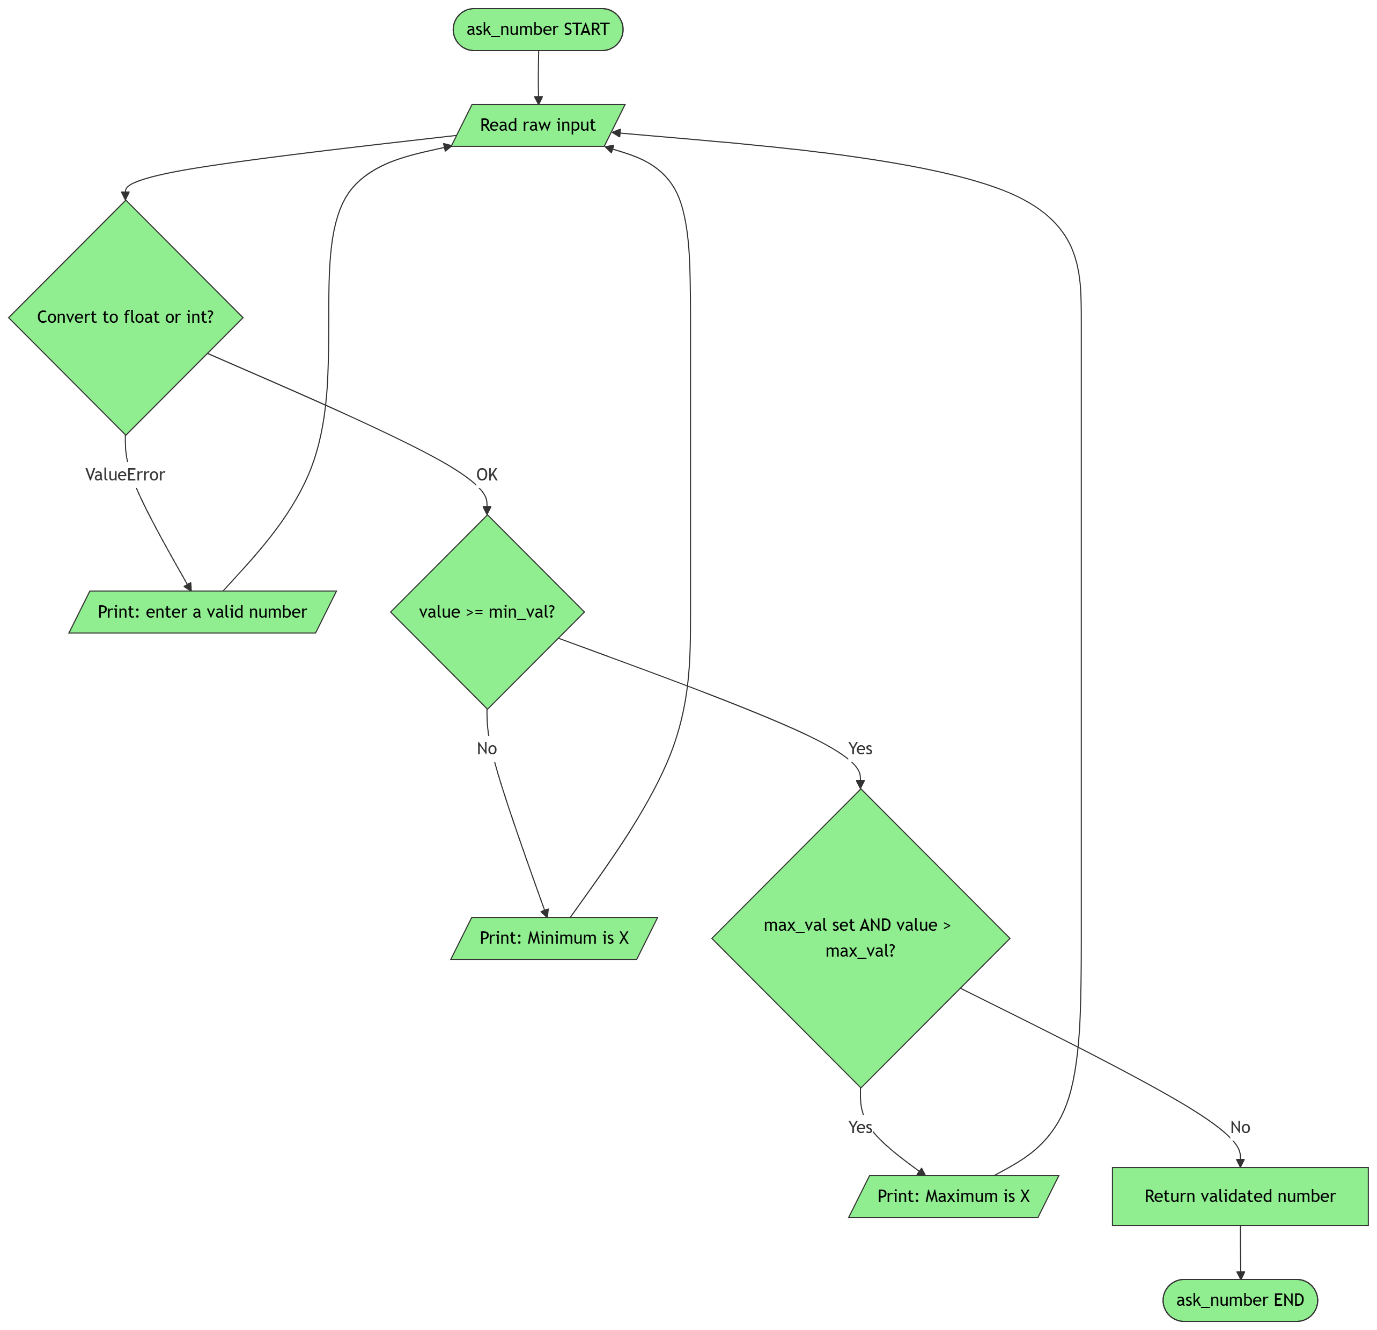 ask_number START
Read raw input
Convert to float or int?
ValueError
OK
Print: enter a valid number
value >= min_val?
No
Yes
Print: Minimum is X
max_val set AND value >
max_val?
Yes
No
Print: Maximum is X
Return validated number
ask_number END